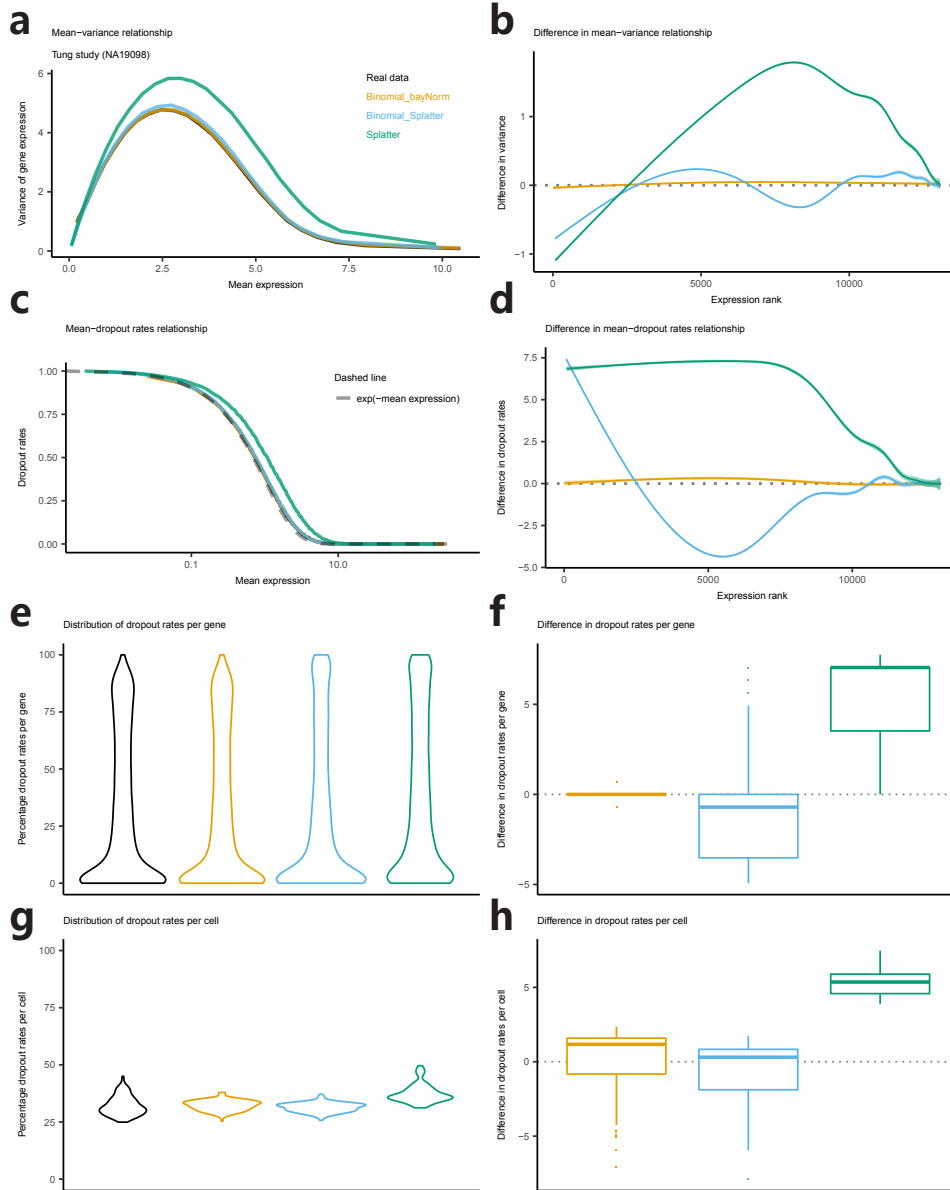 a
Mean−variance relationship
Tung study (NA19098)
Variance of gene expression
6
4
2
0
0.0
2.5
5.0
7.5
10.0
Mean expression
Real data
Binomial_bayNorm
Binomial_Splatter
Splatter
b
Difference in mean−variance relationship
Difference in variance
1
0
−1
0
5000
10000
Expression rank
c
Mean−dropout rates relationship
Dropout rates
1.00
0.75
0.50
0.25
0.00
0.1
10.0
Mean expression
Dashed line
exp(−mean expression)
d
Difference in mean−dropout rates relationship
Difference in dropout rates
7.5
5.0
2.5
0.0
−2.5
−5.0
0
5000
10000
Expression rank
e
Distribution of dropout rates per gene
Percentage dropout rates per gene
100
75
50
25
0
f
Difference in dropout rates per gene
Difference in dropout rates per gene
5
0
−5
g
Distribution of dropout rates per cell
Percentage dropout rates per cell
100
75
50
25
0
h
Difference in dropout rates per cell
Difference in dropout rates per cell
5
0
−5